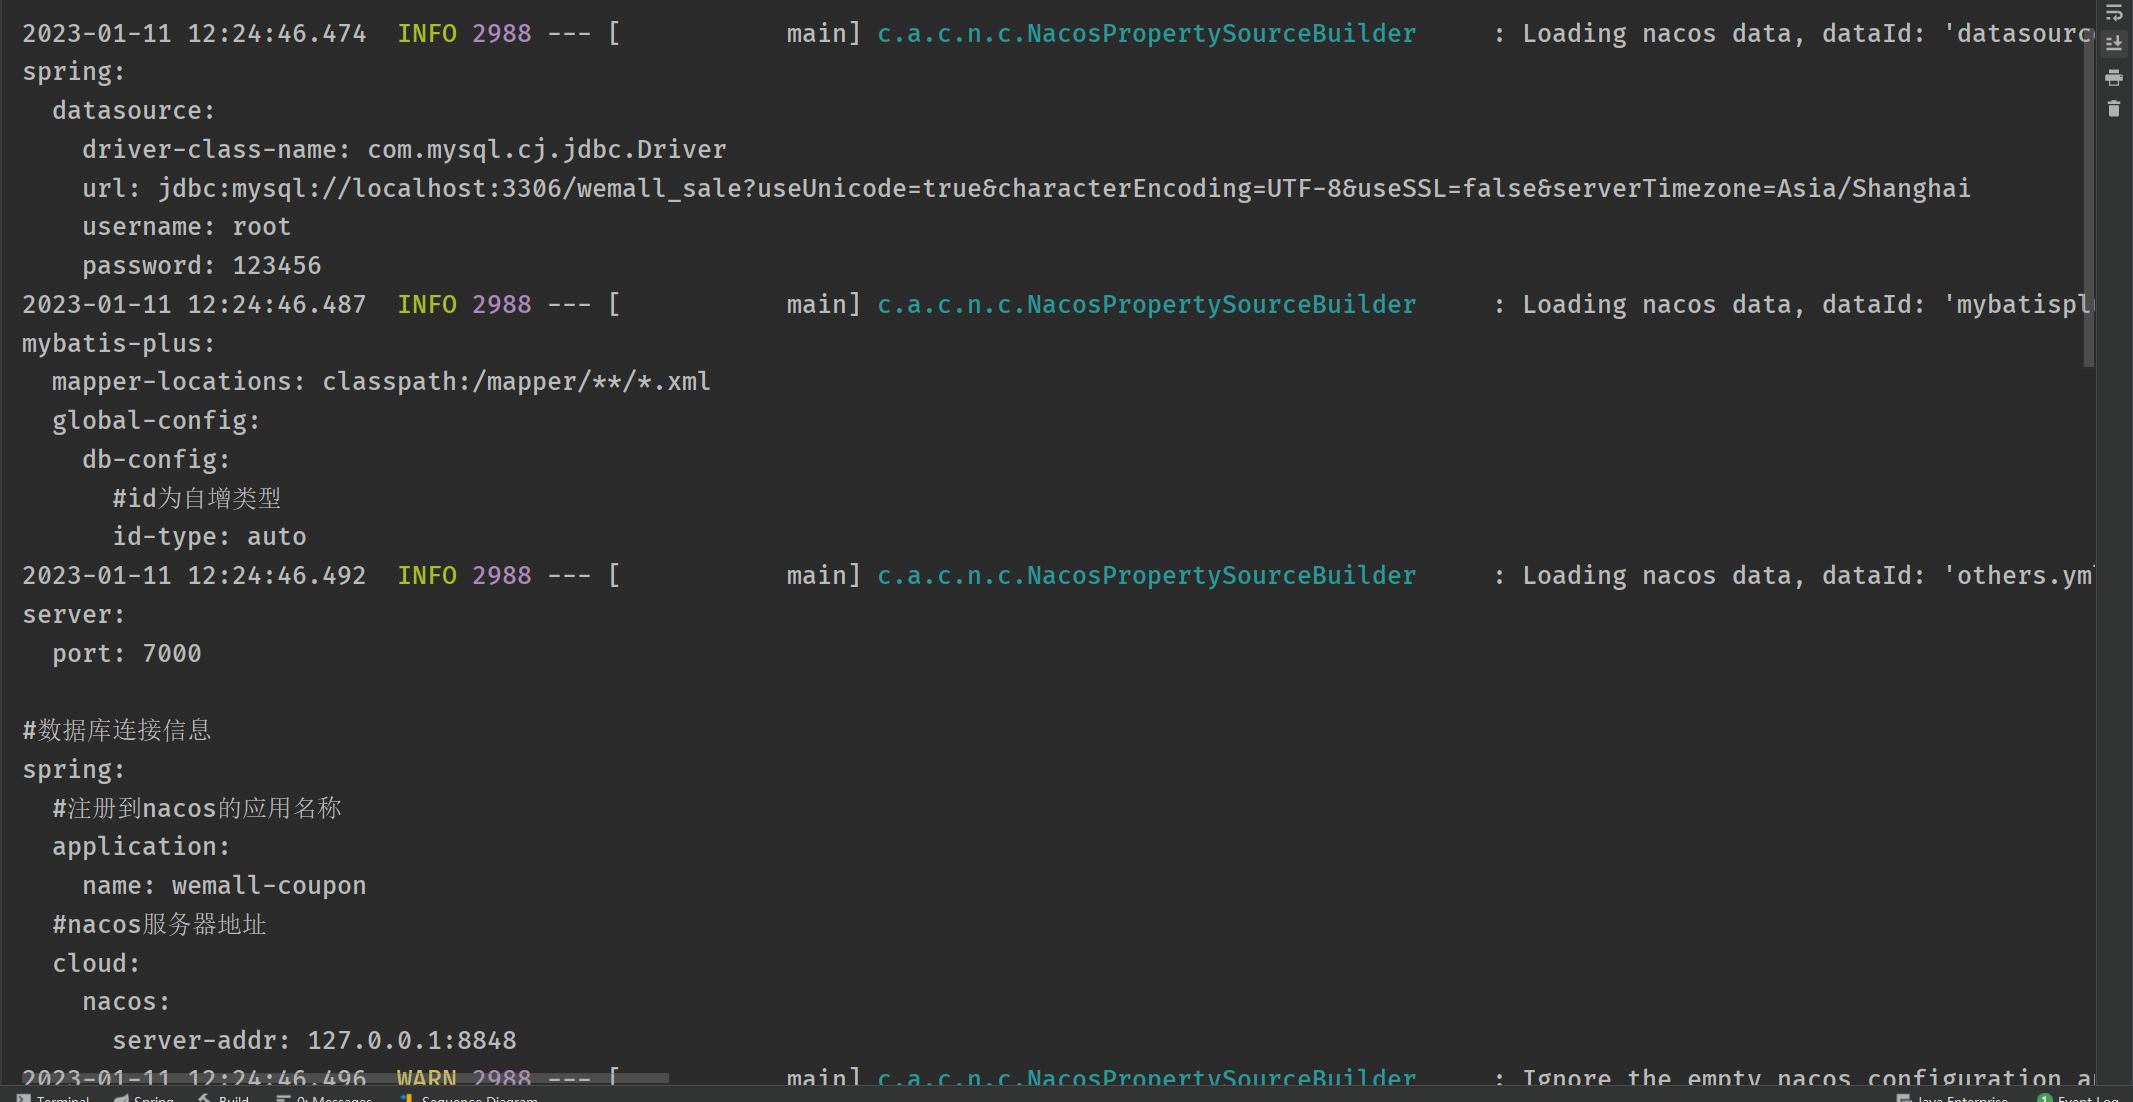 2023-01-11 12:24:46.474  INFO 2988 --- [           main] c.a.c.n.c.NacosPropertySourceBuilder     : Loading nacos data, dataId: 'datasourc
spring:
  datasource:
    driver-class-name: com.mysql.cj.jdbc.Driver
    url: jdbc:mysql://localhost:3306/wemall_sale?useUnicode=true&characterEncoding=UTF-8&useSSL=false&serverTimezone=Asia/Shanghai
    username: root
    password: 123456
2023-01-11 12:24:46.487  INFO 2988 --- [           main] c.a.c.n.c.NacosPropertySourceBuilder     : Loading nacos data, dataId: 'mybatispl
mybatis-plus:
  mapper-locations: classpath:/mapper/**/*.xml
  global-config:
    db-config:
      #id为自增类型
      id-type: auto
2023-01-11 12:24:46.492  INFO 2988 --- [           main] c.a.c.n.c.NacosPropertySourceBuilder     : Loading nacos data, dataId: 'others.yml
server:
  port: 7000
#数据库连接信息
spring:
  #注册到nacos的应用名称
  application:
    name: wemall-coupon
  #nacos服务器地址
  cloud:
    nacos:
      server-addr: 127.0.0.1:8848
2023-01-11 12:24:46.496  WARN 2988 --- [           main] c.a.c.n.c.NacosPropertySourceBuilder     : Ignore the empty nacos configuration a
Terminal Spring Build 0: Messages Sequence Diagram Java Enterprise 1 Event Log